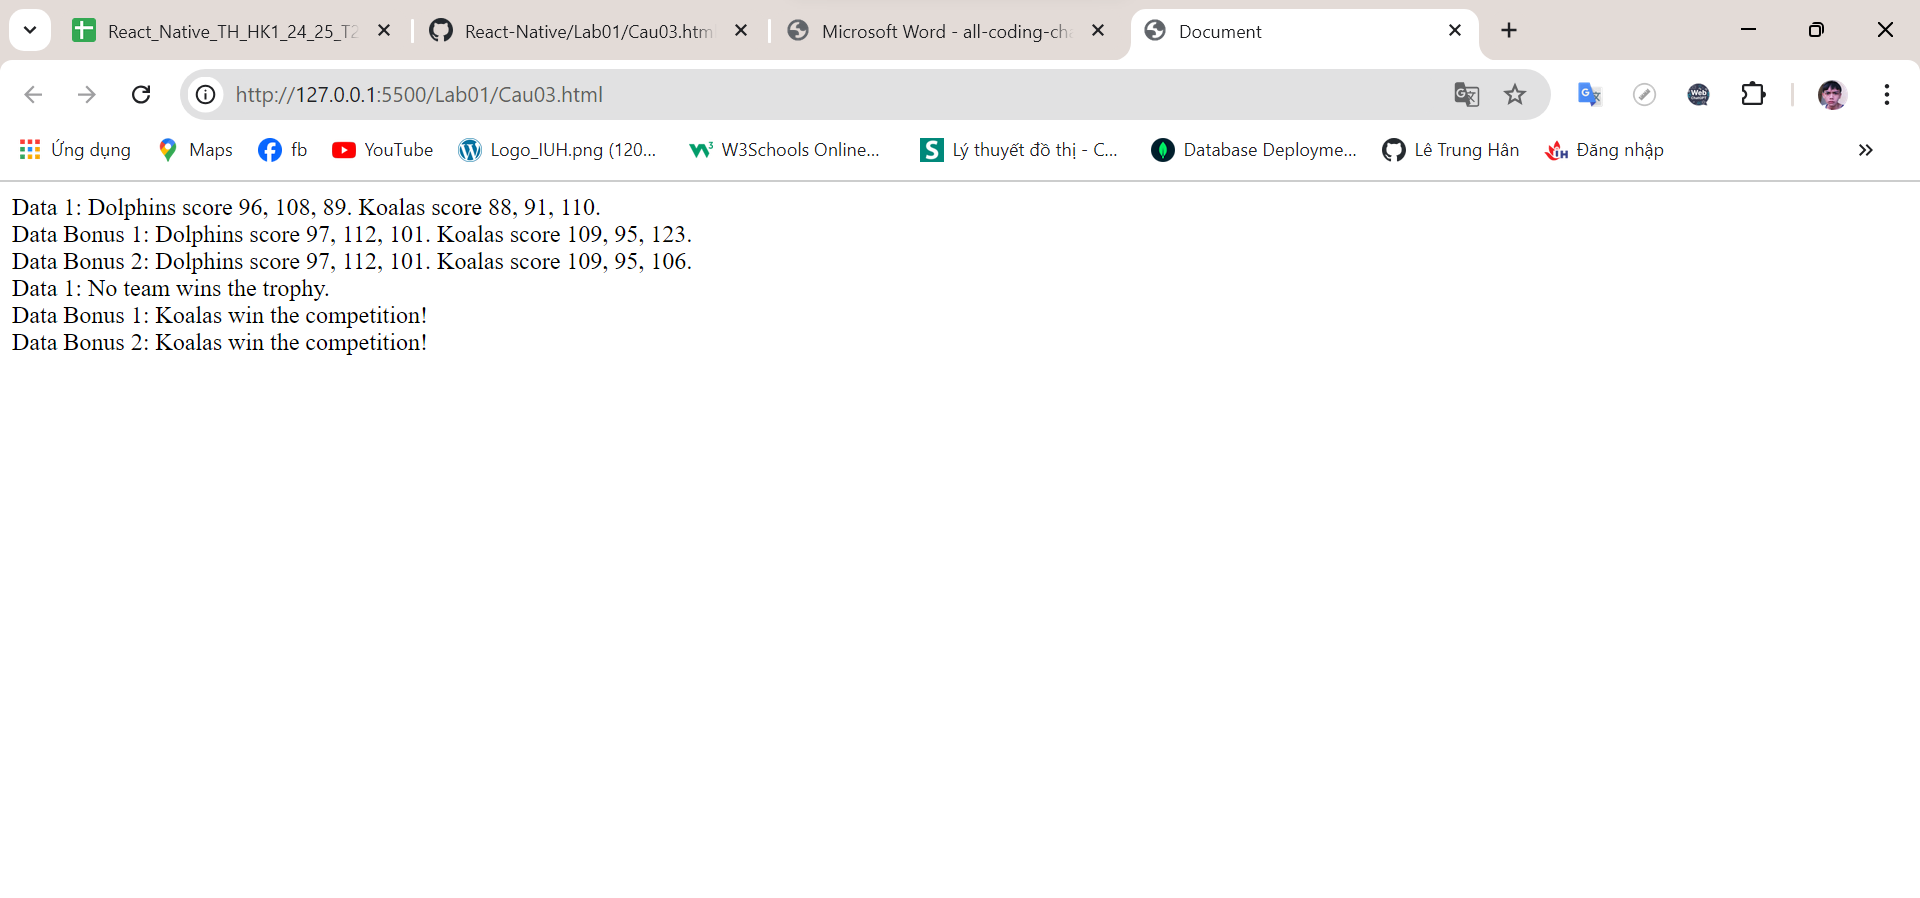 React_Native_TH_HK1_24_25_T2
React-Native/Lab01/Cau03.html
Microsoft Word - all-coding-cha
Document
http://127.0.0.1:5500/Lab01/Cau03.html
Ứng dụng
Maps
fb
YouTube
Logo_IUH.png (120...
W3Schools Online...
Lý thuyết đồ thị - C...
Database Deployme...
Lê Trung Hân
Đăng nhập
Data 1: Dolphins score 96, 108, 89. Koalas score 88, 91, 110.
Data Bonus 1: Dolphins score 97, 112, 101. Koalas score 109, 95, 123.
Data Bonus 2: Dolphins score 97, 112, 101. Koalas score 109, 95, 106.
Data 1: No team wins the trophy.
Data Bonus 1: Koalas win the competition!
Data Bonus 2: Koalas win the competition!